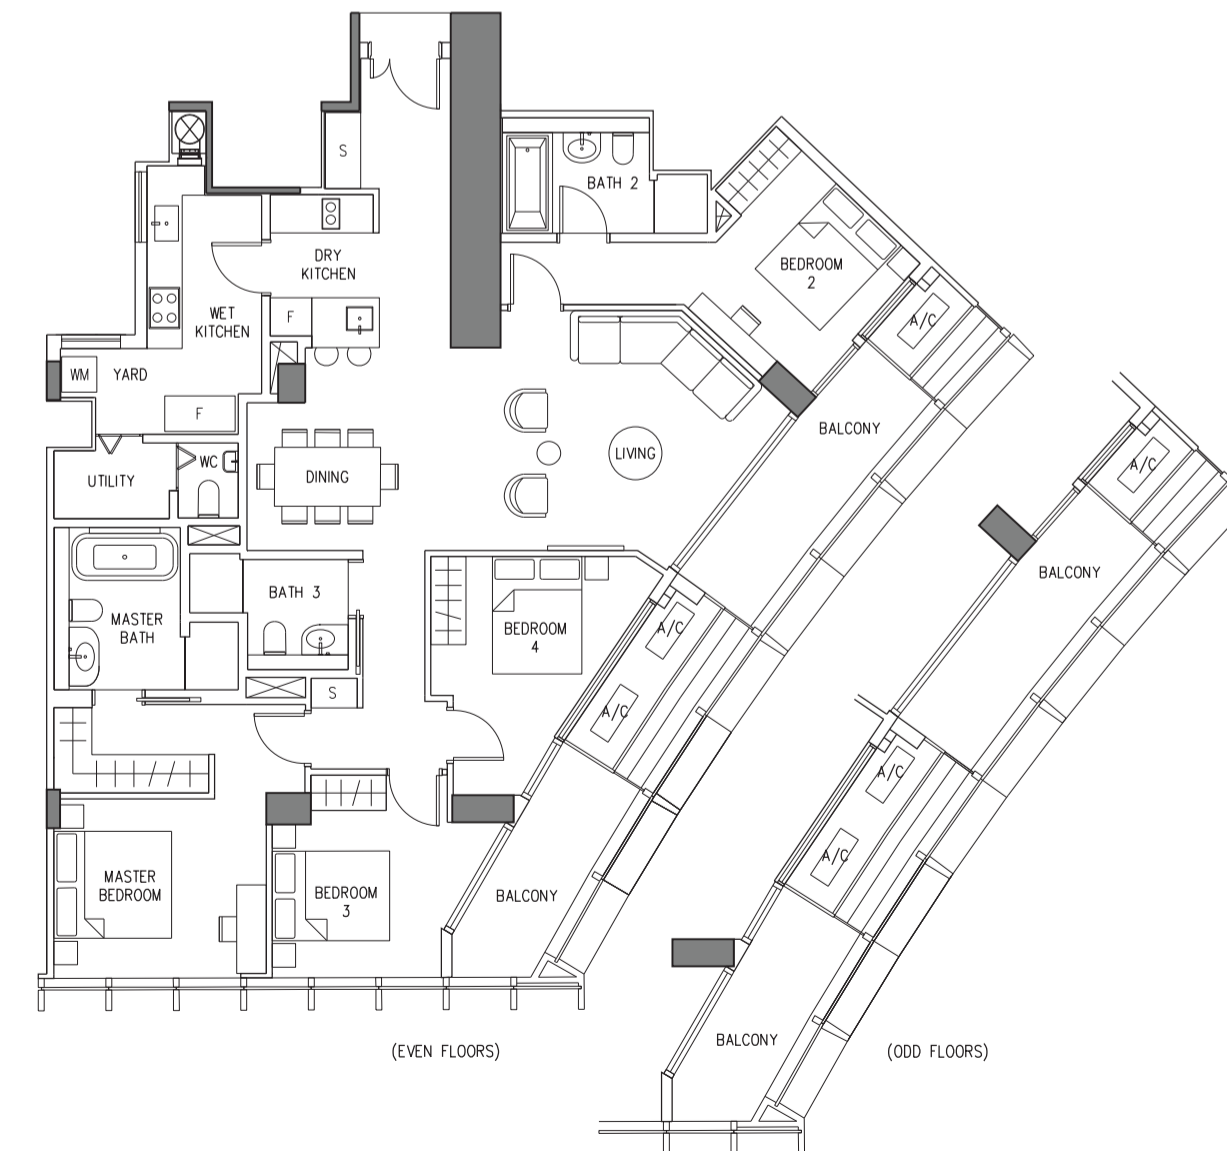 S
BATH 2
DRY
KITCHEN
BEDROOM
2
A/C
WET
KITCHEN
F
WM
YARD
F
BALCONY
LIVING
A/C
UTILITY
WC
DINING
BATH 3
BALCONY
MASTER
BATH
BEDROOM
4
A/C
S
A/C
A/C
A/C
MASTER
BEDROOM
BEDROOM
3
BALCONY
BALCONY
(EVEN FLOORS)
(ODD FLOORS)